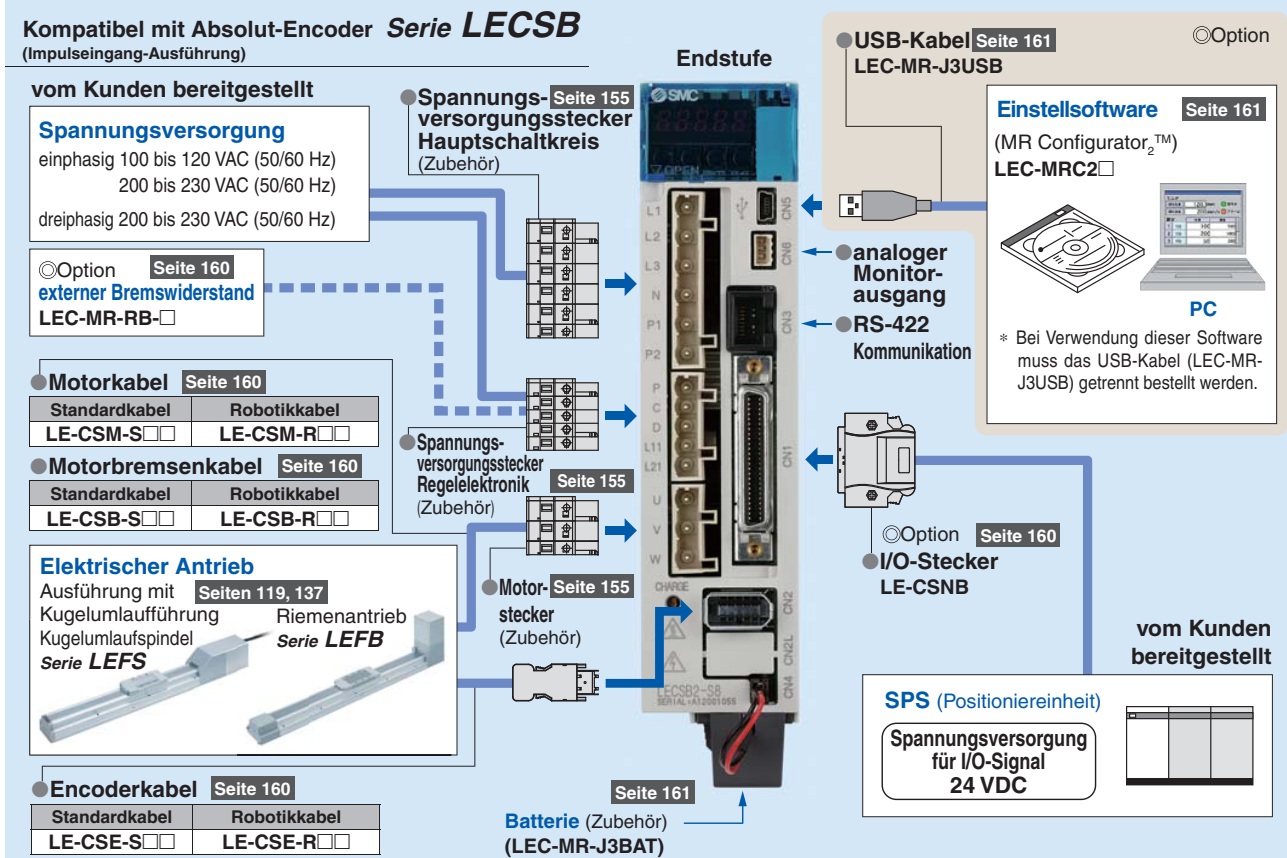 Kompatibel mit Absolut-Encoder Serie LECSB
(Impulseingang-Ausführung)
vom Kunden bereitgestellt
Spannungsversorgung
einphasig 100 bis 120 VAC (50/60 Hz)
200 bis 230 VAC (50/60 Hz)
dreiphasig 200 bis 230 VAC (50/60 Hz)
◎Option Seite 160
externer Bremswiderstand
LEC-MR-RB-□
●Motorkabel Seite 160
Standardkabel Robotikkabel
LE-CSM-S□□ LE-CSM-R□□
●Motorbremsenkabel Seite 160
Standardkabel Robotikkabel
LE-CSB-S□□ LE-CSB-R□□
Elektrischer Antrieb
Ausführung mit Seiten 119, 137
Kugelumlaufführung
Kugelumlaufspindel
Serie LEFS
Riemenantrieb
Serie LEFB
●Encoderkabel Seite 160
Standardkabel Robotikkabel
LE-CSE-S□□ LE-CSE-R□□
●Spannungs- Seite 155
versorgungsstecker
Hauptschaltkreis
(Zubehör)
●Spannungs-
versorgungsstecker
Regelelektronik Seite 155
(Zubehör)
●Motor- Seite 155
stecker
(Zubehör)
Seite 161
Batterie (Zubehör)
(LEC-MR-J3BAT)
Endstufe
SMC
OPEN
L1
L2
L3
N
P1
P2
P
C
D
L11
L21
U
V
W
CHARGE
CN5
CN6
CN3
CN1
CN2
CN2L
CN4
LECSB2-S8
SERIAL:A12001055
●USB-Kabel Seite 161
LEC-MR-J3USB
◎Option
Einstellsoftware Seite 161
(MR Configurator2™)
LEC-MRC2□
PC
* Bei Verwendung dieser Software
muss das USB-Kabel (LEC-MR-
J3USB) getrennt bestellt werden.
●analoger
Monitor-
ausgang
●RS-422
Kommunikation
◎Option Seite 160
●I/O-Stecker
LE-CSNB
vom Kunden
bereitgestellt
SPS (Positioniereinheit)
Spannungsversorgung
für I/O-Signal
24 VDC